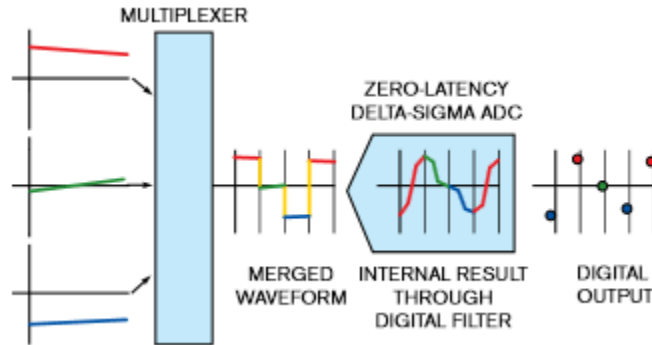 MULTIPLEXER
ZERO-LATENCY
DELTA-SIGMA ADC
MERGED
WAVEFORM
INTERNAL RESULT
THROUGH
DIGITAL FILTER
DIGITAL
OUTPUT